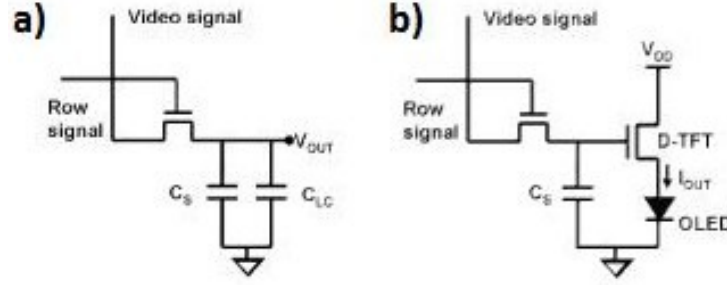 a)
Video signal
Row
signal
VOUT
CS
CLC
b)
Video signal
Row
signal
VDD
D-TFT
IOUT
CS
OLED